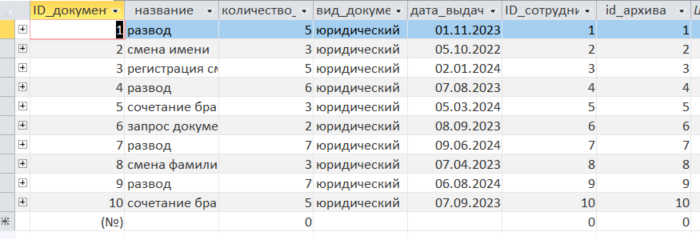 ID_докумен название количество_ вид_докуме дата_выдач ID_сотрудни id_архива
1 развод 5 юридический 01.11.2023 1 1
2 смена имени 3 юридический 05.10.2022 2 2
3 регистрация см 5 юридический 02.01.2024 3 3
4 развод 6 юридический 07.08.2023 4 4
5 сочетание бра 3 юридический 05.03.2024 5 5
6 запрос докуме 2 юридический 08.09.2023 6 6
7 развод 7 юридический 09.06.2024 7 7
8 смена фамили 3 юридический 07.04.2023 8 8
9 развод 7 юридический 06.08.2024 9 9
10 сочетание бра 5 юридический 07.09.2023 10 10
(№) 0 0 0